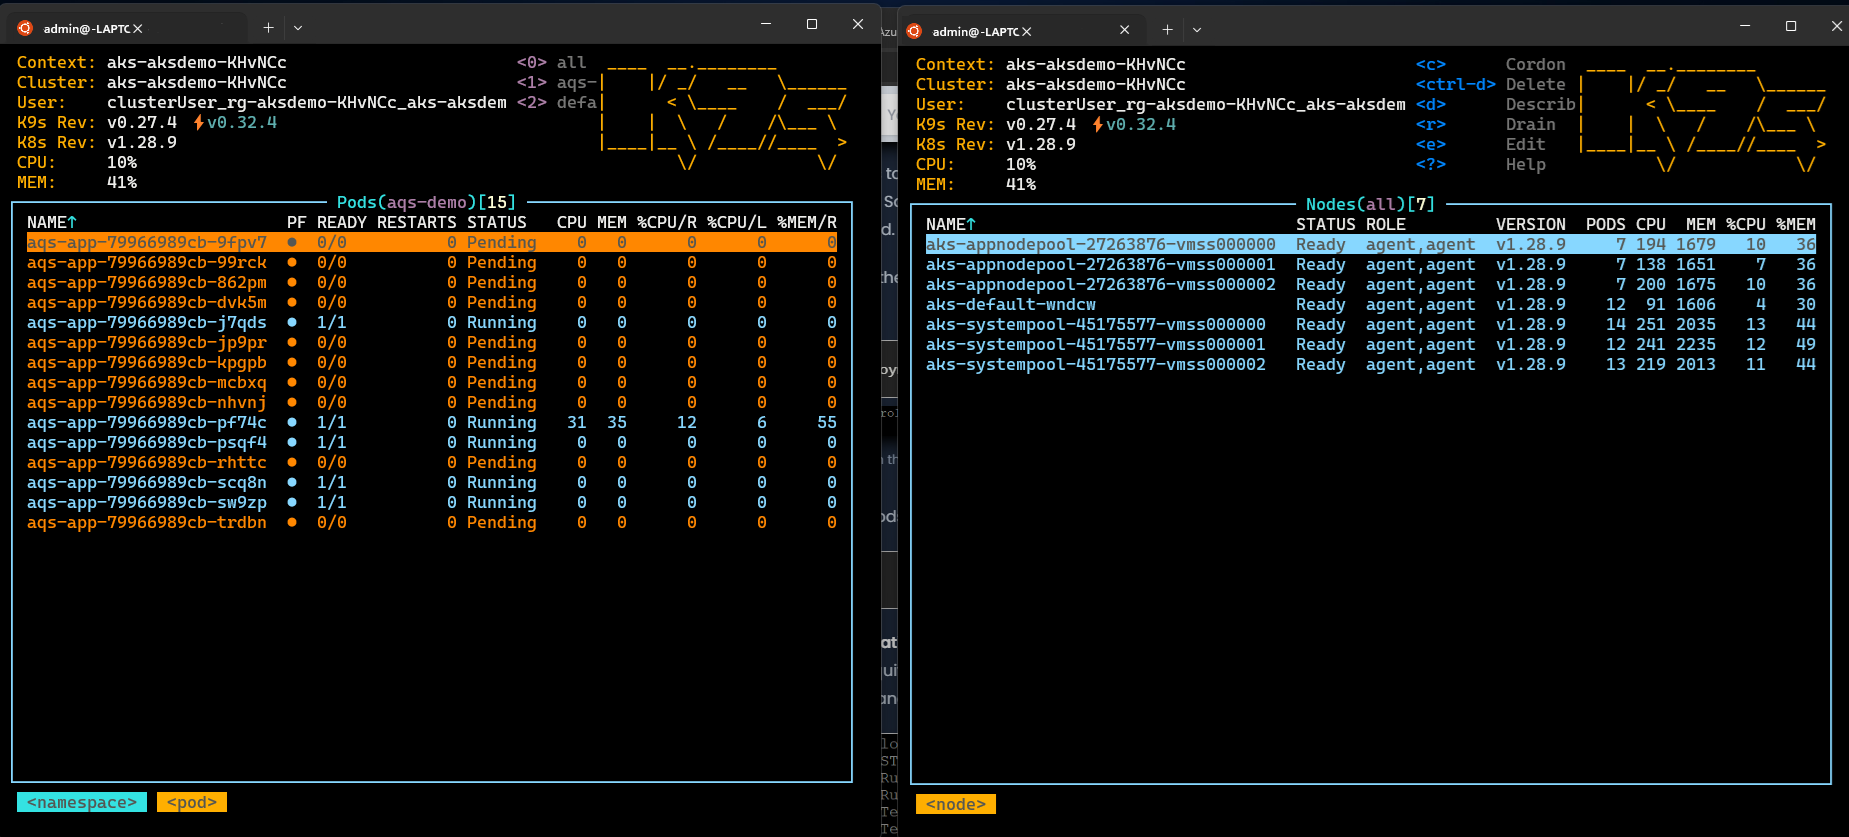 admin@-LAPTC
Context: aks-aksdemo-KHvNCc <0> all
Cluster: aks-aksdemo-KHvNCc <1> aqs-
User: clusterUser_rg-aksdemo-KHvNCc_aks-aksdem <2> defa
K9s Rev: v0.27.4 ⚡v0.32.4
K8s Rev: v1.28.9
CPU: 10%
MEM: 41%
Pods(aqs-demo)[15]
NAME↑ PF READY RESTARTS STATUS CPU MEM %CPU/R %CPU/L %MEM/R
aqs-app-79966989cb-9fpv7 ● 0/0 0 Pending 0 0 0 0 0
aqs-app-79966989cb-99rck ● 0/0 0 Pending 0 0 0 0 0
aqs-app-79966989cb-862pm ● 0/0 0 Pending 0 0 0 0 0
aqs-app-79966989cb-dvk5m ● 0/0 0 Pending 0 0 0 0 0
aqs-app-79966989cb-j7qds ● 1/1 0 Running 0 0 0 0 0
aqs-app-79966989cb-jp9pr ● 0/0 0 Pending 0 0 0 0 0
aqs-app-79966989cb-kpgpb ● 0/0 0 Pending 0 0 0 0 0
aqs-app-79966989cb-mcbxq ● 0/0 0 Pending 0 0 0 0 0
aqs-app-79966989cb-nhvnj ● 0/0 0 Pending 0 0 0 0 0
aqs-app-79966989cb-pf74c ● 1/1 0 Running 31 35 12 6 55
aqs-app-79966989cb-psqf4 ● 1/1 0 Running 0 0 0 0 0
aqs-app-79966989cb-rhttc ● 0/0 0 Pending 0 0 0 0 0
aqs-app-79966989cb-scq8n ● 1/1 0 Running 0 0 0 0 0
aqs-app-79966989cb-sw9zp ● 1/1 0 Running 0 0 0 0 0
aqs-app-79966989cb-trdbn ● 0/0 0 Pending 0 0 0 0 0
<namespace> <pod>
admin@-LAPTC
Context: aks-aksdemo-KHvNCc <c> Cordon
Cluster: aks-aksdemo-KHvNCc <ctrl-d> Delete
User: clusterUser_rg-aksdemo-KHvNCc_aks-aksdem <d> Describ
K9s Rev: v0.27.4 ⚡v0.32.4 <r> Drain
K8s Rev: v1.28.9 <e> Edit
CPU: 10% <?> Help
MEM: 41%
Nodes(all)[7]
NAME↑ STATUS ROLE VERSION PODS CPU MEM %CPU %MEM
aks-appnodepool-27263876-vmss000000 Ready agent,agent v1.28.9 7 194 1679 10 36
aks-appnodepool-27263876-vmss000001 Ready agent,agent v1.28.9 7 138 1651 7 36
aks-appnodepool-27263876-vmss000002 Ready agent,agent v1.28.9 7 200 1675 10 36
aks-default-wndcw Ready agent,agent v1.28.9 12 91 1606 4 30
aks-systempool-45175577-vmss000000 Ready agent,agent v1.28.9 14 251 2035 13 44
aks-systempool-45175577-vmss000001 Ready agent,agent v1.28.9 12 241 2235 12 49
aks-systempool-45175577-vmss000002 Ready agent,agent v1.28.9 13 219 2013 11 44
<node>